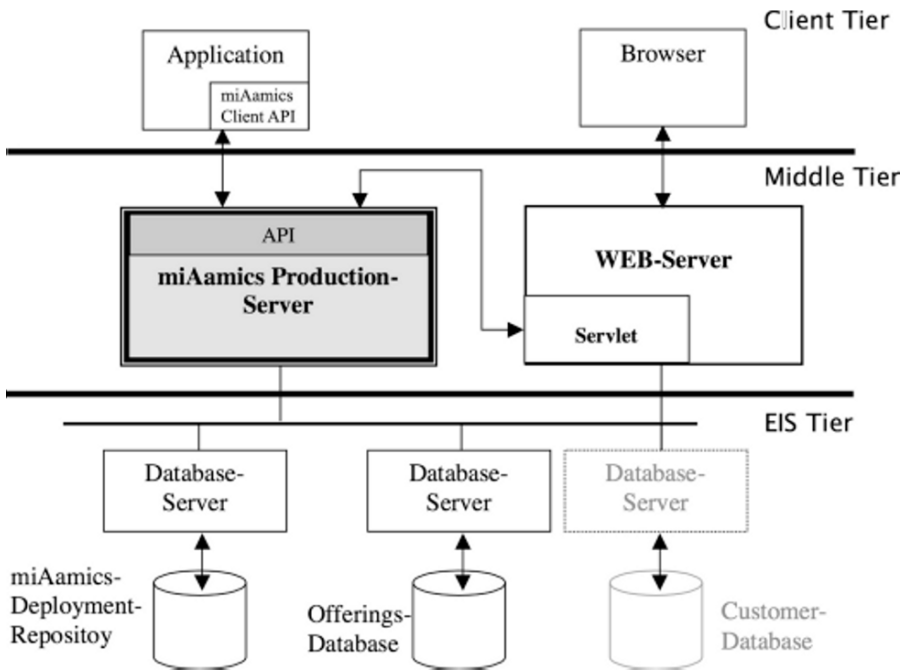 Client Tier
Application
miAamics
Client API
Browser
Middle Tier
API
miAamics Production-
Server
WEB-Server
Servlet
EIS Tier
Database-
Server
Database-
Server
Database-
Server
miAamics-
Deployment-
Repositoy
Offerings-
Database
Customer-
Database